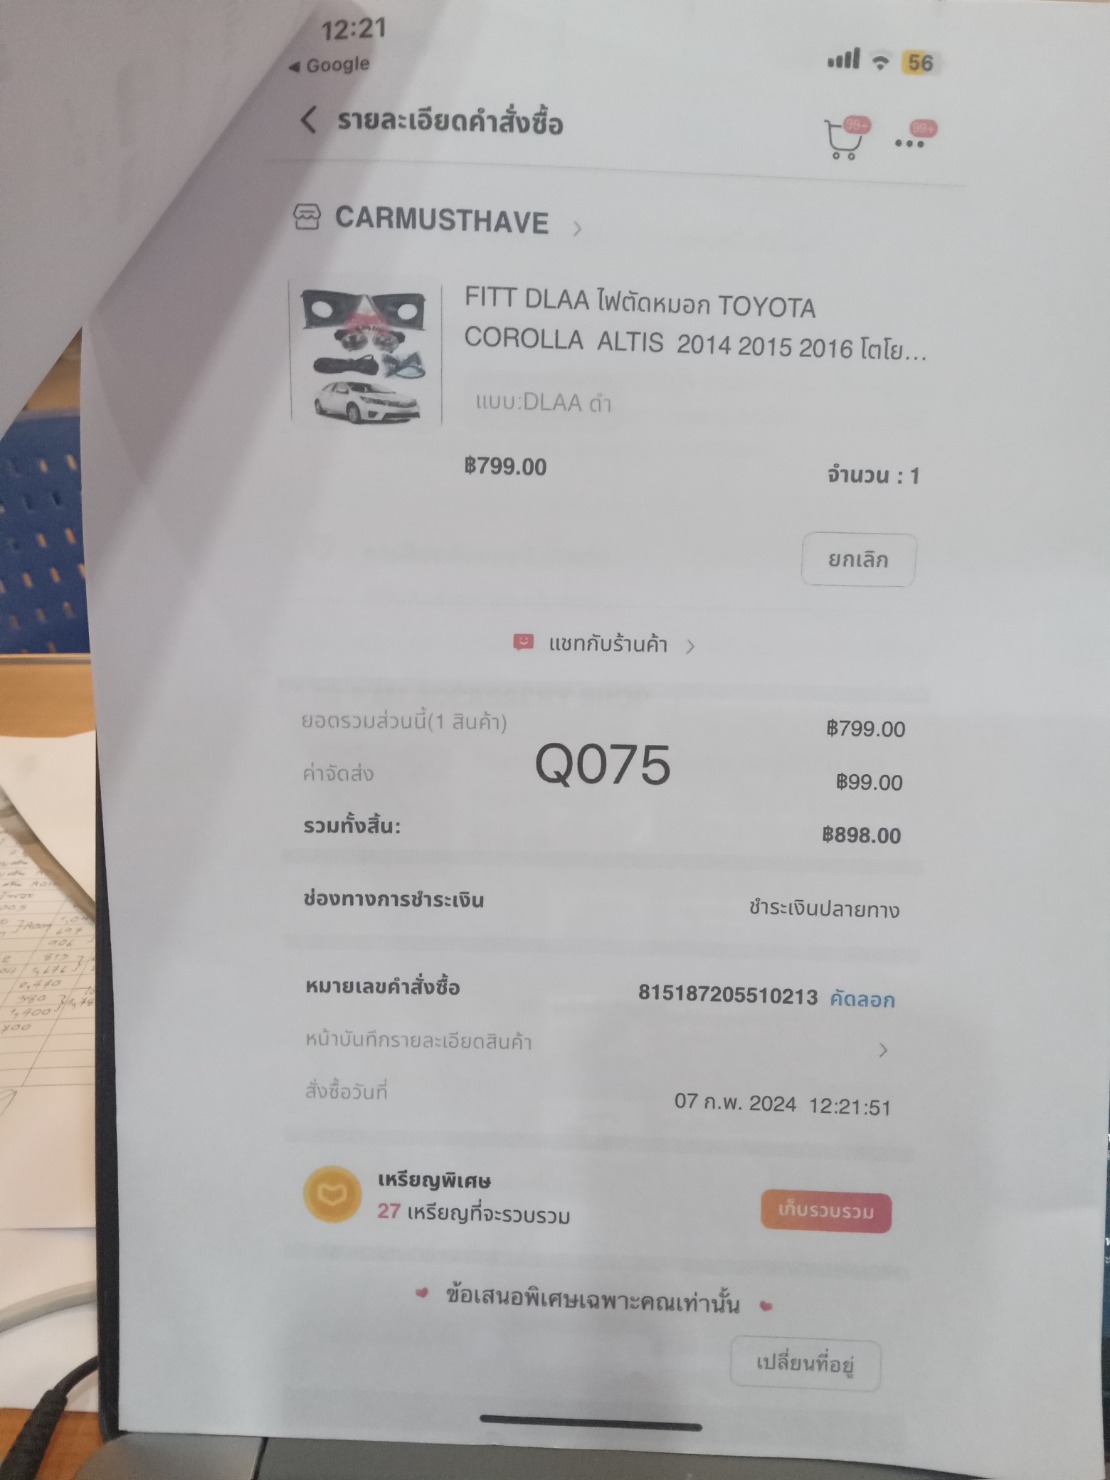 12:21
◀ Google
56
รายละเอียดคำสั่งซื้อ
99+
99+
CARMUSTHAVE
FITT DLAA ไฟตัดหมอก TOYOTA
COROLLA ALTIS 2014 2015 2016 โตโย...
แบบ:DLAA ดำ
฿799.00
จำนวน : 1
ยกเลิก
แชทกับร้านค้า
ยอดรวมส่วนนี้(1 สินค้า)
฿799.00
Q075
ค่าจัดส่ง
฿99.00
รวมทั้งสิ้น:
฿898.00
ช่องทางการชำระเงิน
ชำระเงินปลายทาง
หมายเลขคำสั่งซื้อ
815187205510213 คัดลอก
หน้าบันทึกรายละเอียดสินค้า
สั่งซื้อวันที่
07 ก.พ. 2024 12:21:51
เหรียญพิเศษ
27 เหรียญที่จะรวบรวม
เก็บรวบรวม
ข้อเสนอพิเศษเฉพาะคุณเท่านั้น
เปลี่ยนที่อยู่